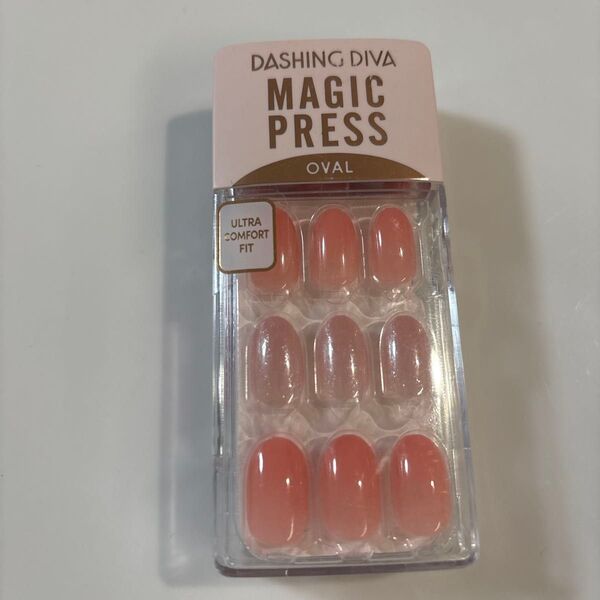 DASHING DIVA
MAGIC
PRESS
OVAL
ULTRA
COMFORT
FIT